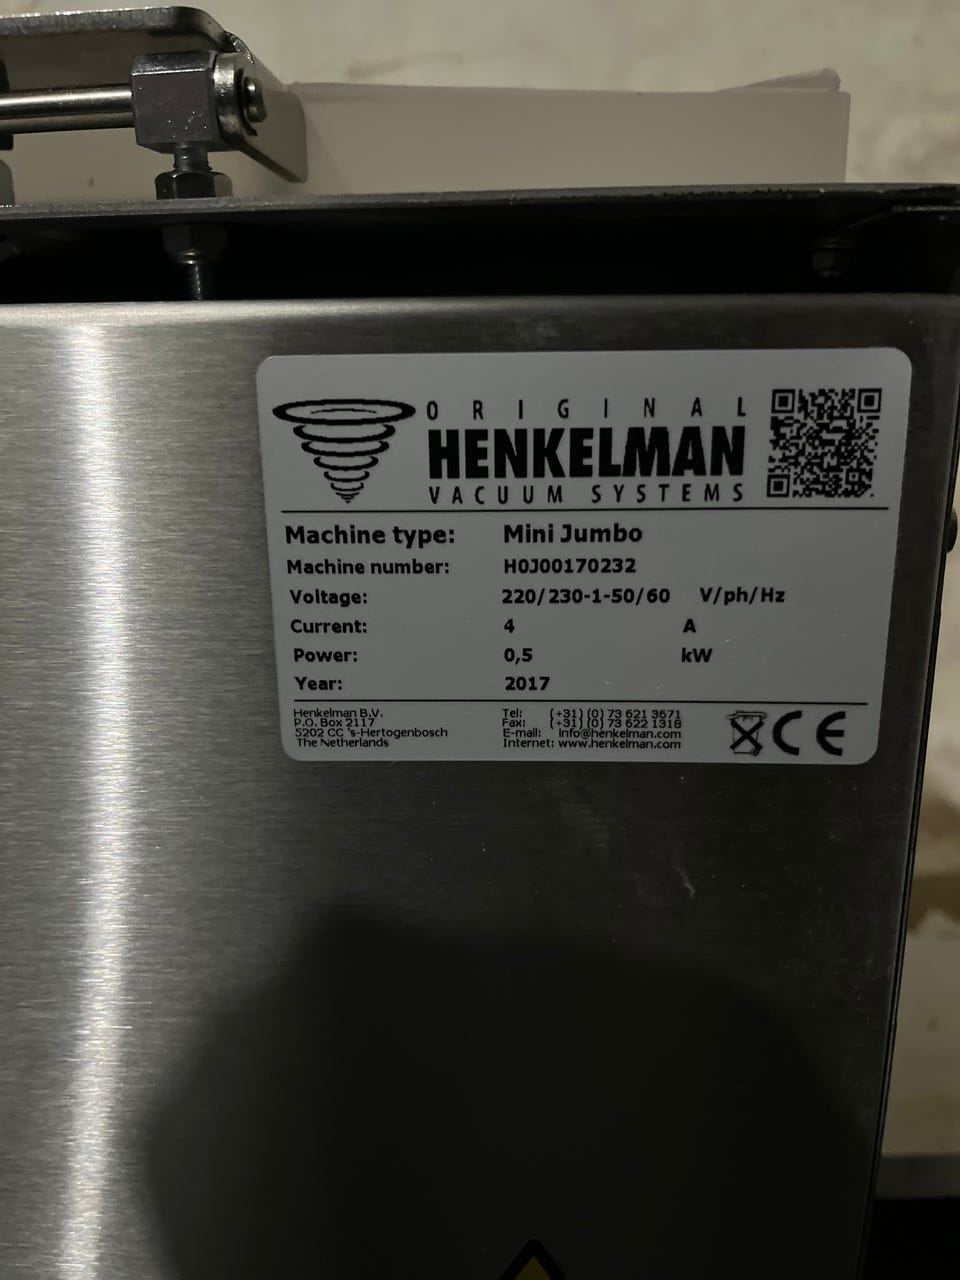 ORIGINAL
HENKELMAN
VACUUM SYSTEMS
Machine type: Mini Jumbo
Machine number: H0J00170232
Voltage: 220/230-1-50/60 V/ph/Hz
Current: 4 A
Power: 0,5 kW
Year: 2017
Henkelman B.V.
P.O. Box 2117
5202 CC 's-Hertogenbosch
The Netherlands
Tel: (+31) (0) 73 621 3671
Fax: (+31) (0) 73 622 1318
E-mail: info@henkelman.com
Internet: www.henkelman.com
CE